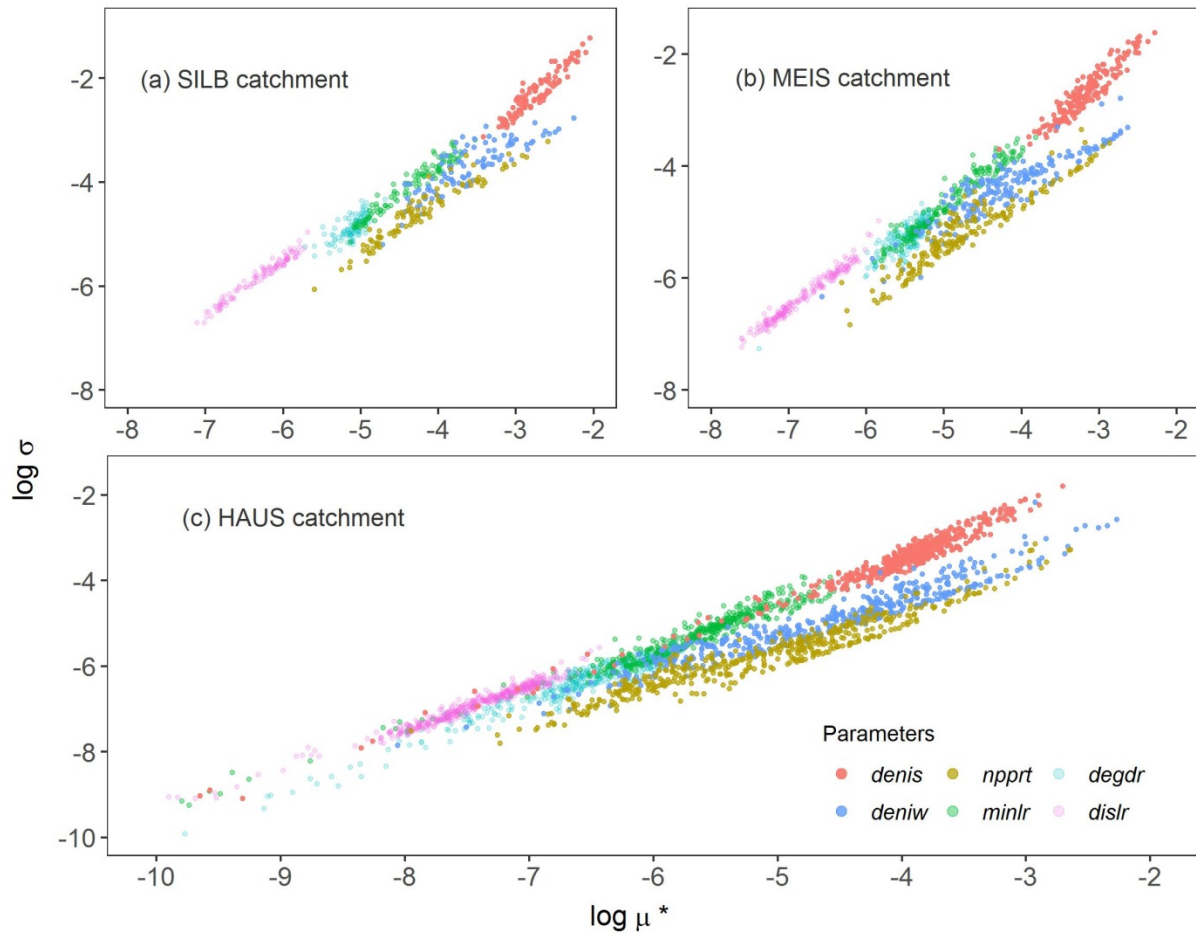 (a) SILB catchment
-2
-4
-6
-8
-8 -7 -6 -5 -4 -3 -2
(b) MEIS catchment
-2
-4
-6
-8
-8 -7 -6 -5 -4 -3 -2
log σ
(c) HAUS catchment
-2
-4
-6
-8
-10
Parameters
denis npprt degdr
deniw minlr dislr
-10 -9 -8 -7 -6 -5 -4 -3 -2
log μ *